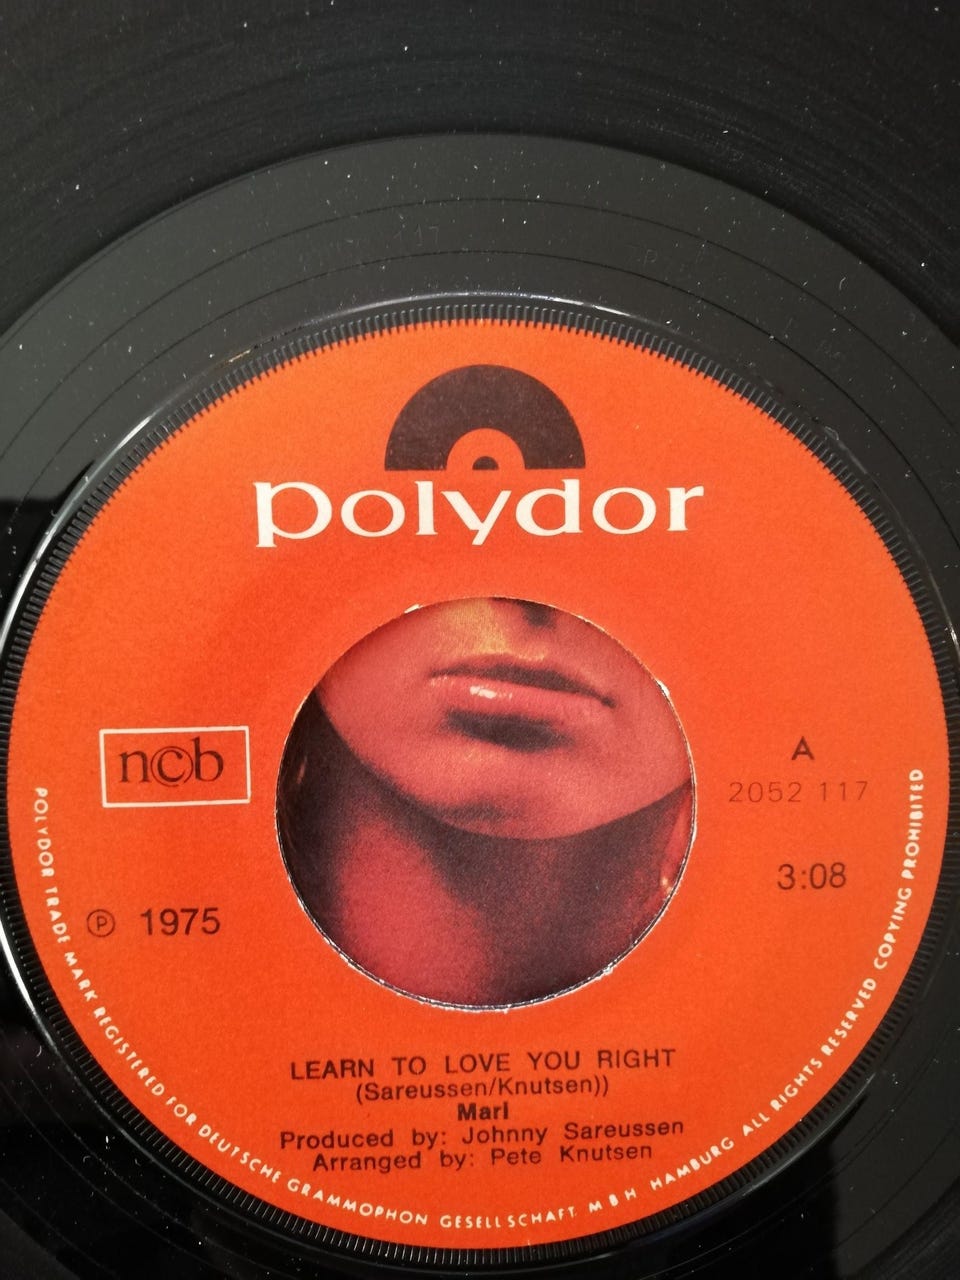 polydor
ncb
A
2052 117
3:08
℗ 1975
LEARN TO LOVE YOU RIGHT
(Sareussen/Knutsen))
Marl
Produced by: Johnny Sareussen
Arranged by: Pete Knutsen
POLYDOR TRADE MARK REGISTERED FOR DEUTSCHE GRAMMOPHON GESELLSCHAFT. M B H HAMBURG ALL RIGHTS RESERVED COPYING PROHIBITED